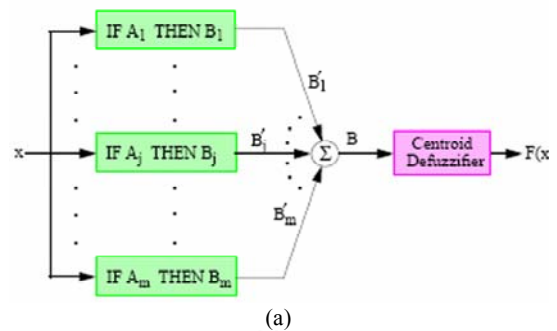 IF A1 THEN B1
B′1
x
IF Aj THEN Bj
B′j
Σ
B
Centroid
Defuzzifier
F(x
B′m
IF Am THEN Bm
(a)